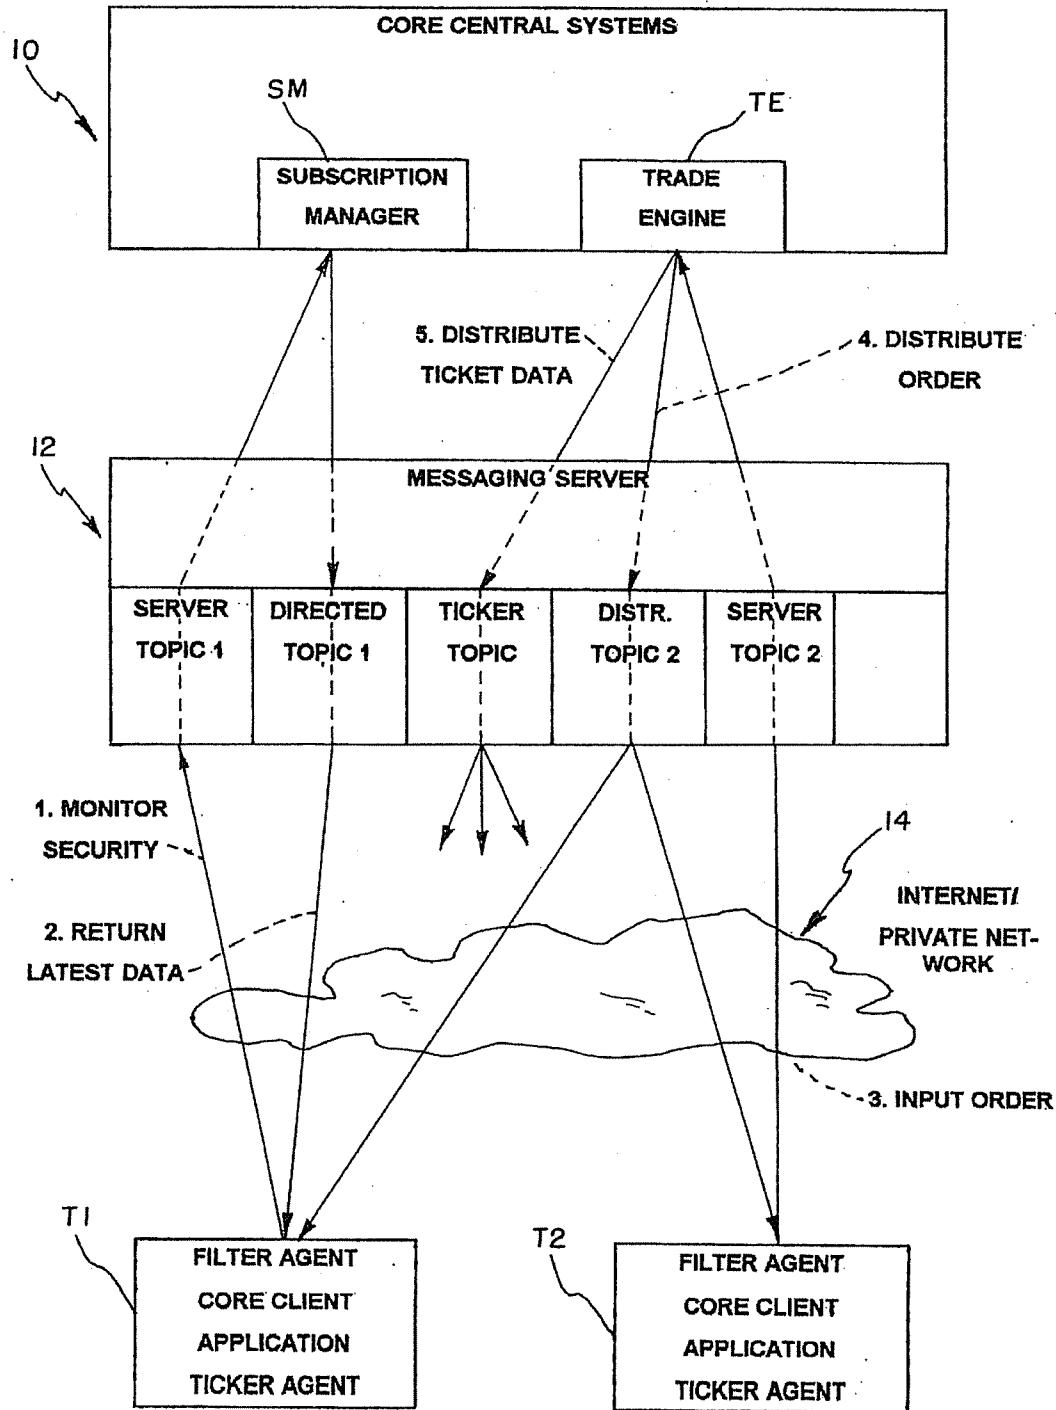 CORE CENTRAL SYSTEMS
10
SM
TE
SUBSCRIPTION
MANAGER
TRADE
ENGINE
5. DISTRIBUTE
TICKET DATA
4. DISTRIBUTE
ORDER
12
MESSAGING SERVER
SERVER
TOPIC 1
DIRECTED
TOPIC 1
TICKER
TOPIC
DISTR.
TOPIC 2
SERVER
TOPIC 2
1. MONITOR
SECURITY
14
INTERNET/
PRIVATE NET-
WORK
2. RETURN
LATEST DATA
3. INPUT ORDER
T1
FILTER AGENT
CORE CLIENT
APPLICATION
TICKER AGENT
T2
FILTER AGENT
CORE CLIENT
APPLICATION
TICKER AGENT